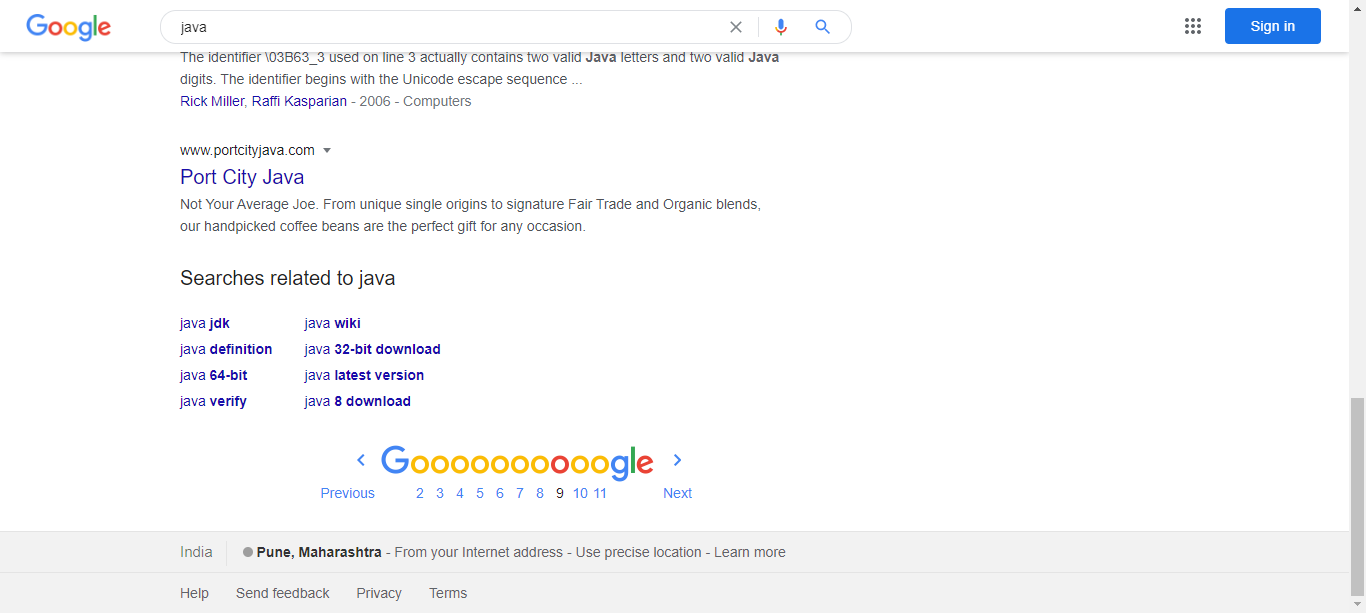 Google
java
Sign in
The identifier \03B63_3 used on line 3 actually contains two valid Java letters and two valid Java
digits. The identifier begins with the Unicode escape sequence ...
Rick Miller, Raffi Kasparian - 2006 - Computers
www.portcityjava.com
Port City Java
Not Your Average Joe. From unique single origins to signature Fair Trade and Organic blends,
our handpicked coffee beans are the perfect gift for any occasion.
Searches related to java
java jdk java wiki
java definition java 32-bit download
java 64-bit java latest version
java verify java 8 download
Goooooooooogle
Previous 2 3 4 5 6 7 8 9 10 11 Next
India Pune, Maharashtra - From your Internet address - Use precise location - Learn more
Help Send feedback Privacy Terms